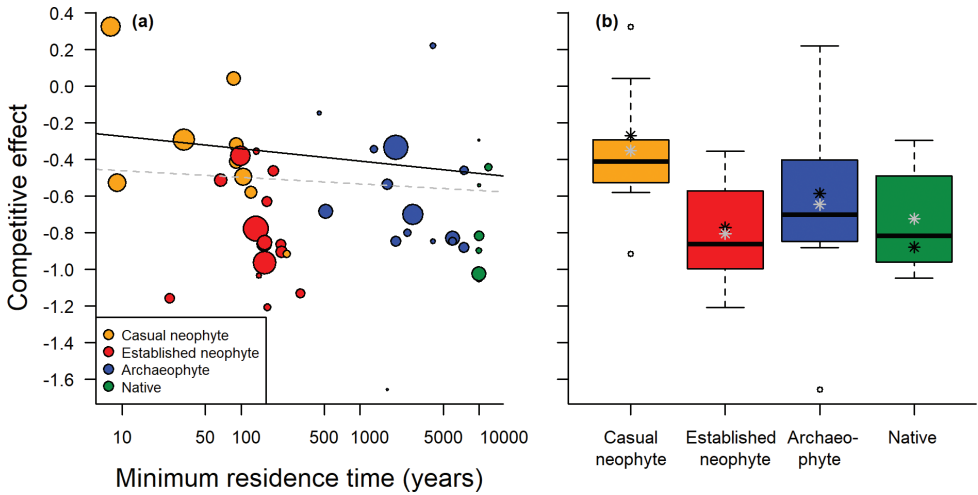 (a)
(b)
Competitive effect
0.4
0.2
0.0
-0.2
-0.4
-0.6
-0.8
-1.0
-1.2
-1.4
-1.6
Casual neophyte
Established neophyte
Archaeophyte
Native
10
50
100
500
1000
5000
10000
Minimum residence time (years)
Casual
neophyte
Established
neophyte
Archaeo-
phyte
Native